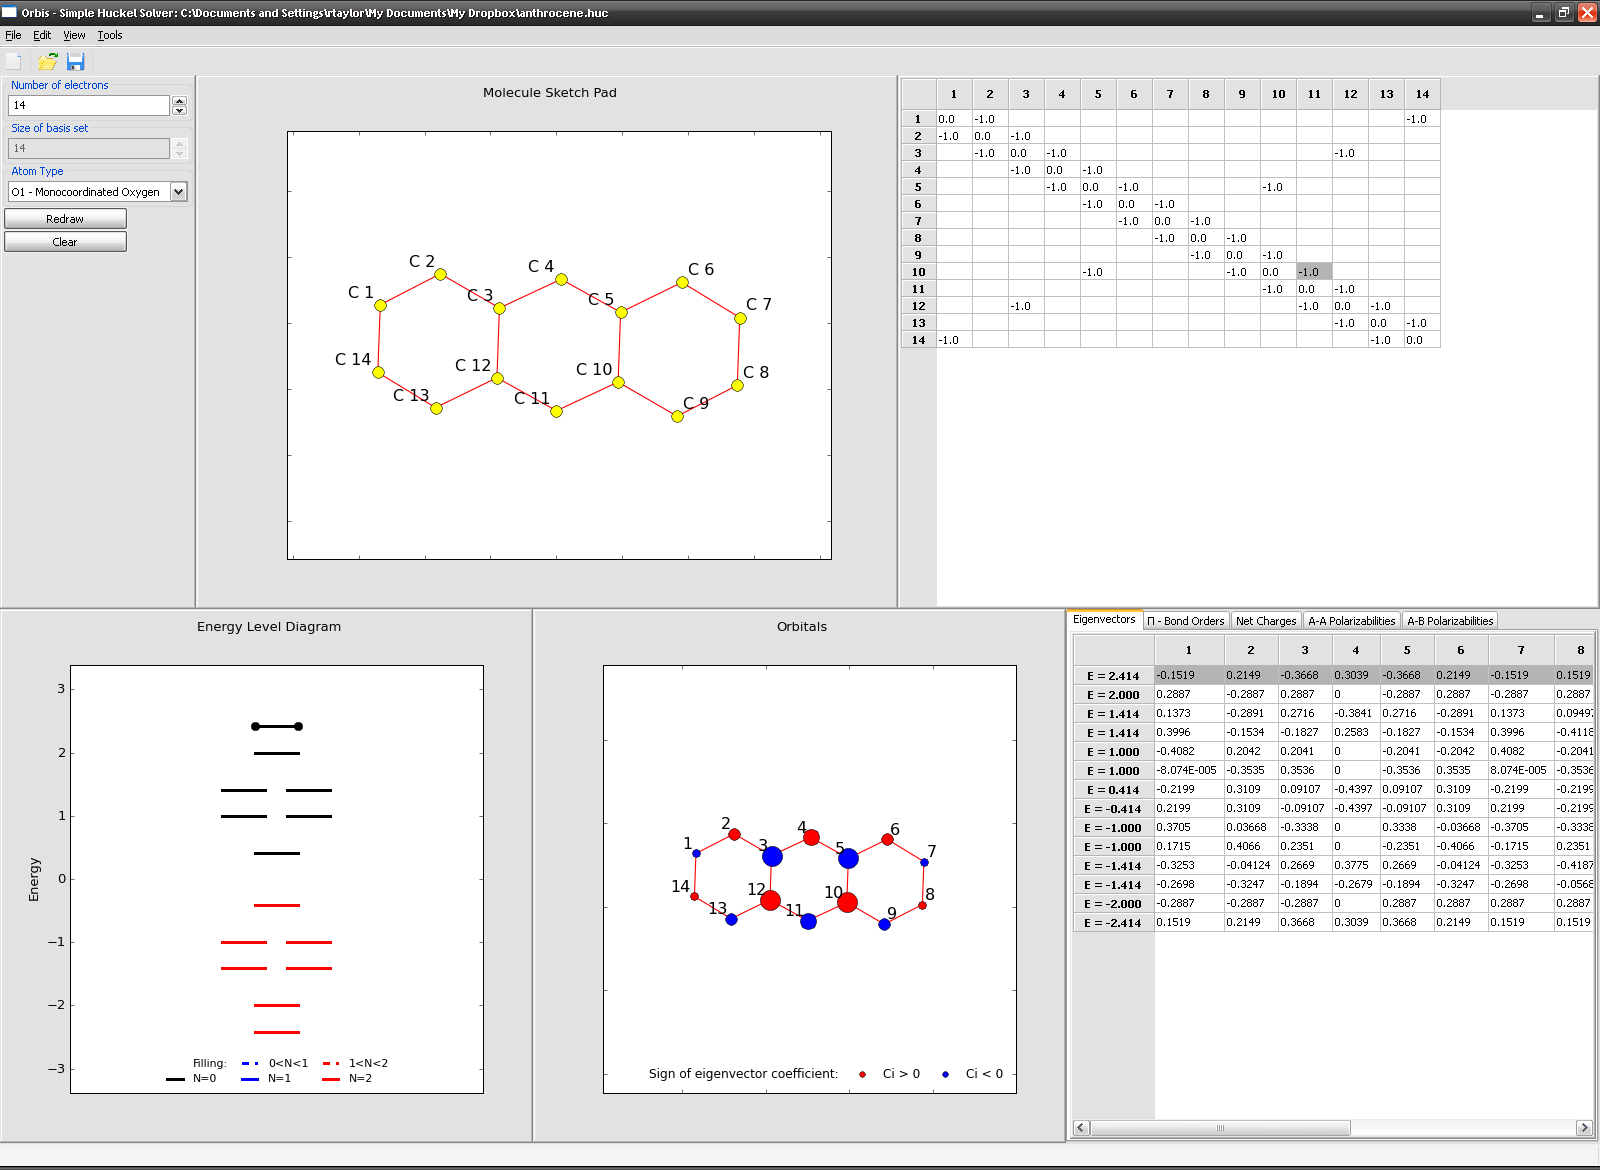 Orbis - Simple Huckel Solver: C:\Documents and Settings\rtaylor\My Documents\My Dropbox\anthrocene.huc
File Edit View Tools
Number of electrons
14
Size of basis set
14
Atom Type
O1 - Monocoordinated Oxygen
Redraw
Clear
Molecule Sketch Pad
C 2
C 4
C 6
C 1
C 3
C 5
C 7
C 14
C 12
C 10
C 8
C 13
C 11
C 9
1 2 3 4 5 6 7 8 9 10 11 12 13 14
1 0.0 -1.0 -1.0
2 -1.0 0.0 -1.0
3 -1.0 0.0 -1.0 -1.0
4 -1.0 0.0 -1.0
5 -1.0 0.0 -1.0 -1.0
6 -1.0 0.0 -1.0
7 -1.0 0.0 -1.0
8 -1.0 0.0 -1.0
9 -1.0 0.0 -1.0
10 -1.0 -1.0 0.0 -1.0
11 -1.0 0.0 -1.0
12 -1.0 -1.0 0.0 -1.0
13 -1.0 0.0 -1.0
14 -1.0 -1.0 0.0
Energy Level Diagram
Energy
3
2
1
0
−1
−2
−3
Filling: 0<N<1 1<N<2
N=0 N=1 N=2
Orbitals
2
4
6
1
3
5
7
14
12
10
8
13
11
9
Sign of eigenvector coefficient: Ci > 0 Ci < 0
Eigenvectors Π - Bond Orders Net Charges A-A Polarizabilities A-B Polarizabilities
1 2 3 4 5 6 7 8
E = 2.414 -0.1519 0.2149 -0.3668 0.3039 -0.3668 0.2149 -0.1519 0.1519
E = 2.000 0.2887 -0.2887 0.2887 0 -0.2887 0.2887 -0.2887 0.2887
E = 1.414 0.1373 -0.2891 0.2716 -0.3841 0.2716 -0.2891 0.1373 0.0949
E = 1.414 0.3996 -0.1534 -0.1827 0.2583 -0.1827 -0.1534 0.3996 -0.4118
E = 1.000 -0.4082 0.2042 0.2041 0 -0.2041 -0.2042 0.4082 -0.2041
E = 1.000 -8.074E-005 -0.3535 0.3536 0 -0.3536 0.3535 8.074E-005 -0.3536
E = 0.414 -0.2199 0.3109 0.09107 -0.4397 0.09107 0.3109 -0.2199 -0.2199
E = -0.414 0.2199 0.3109 -0.09107 -0.4397 -0.09107 0.3109 0.2199 -0.2199
E = -1.000 0.3705 0.03668 -0.3338 0 0.3338 -0.03668 -0.3705 -0.3338
E = -1.000 0.1715 0.4066 0.2351 0 -0.2351 -0.4066 -0.1715 0.2351
E = -1.414 -0.3253 -0.04124 0.2669 0.3775 0.2669 -0.04124 -0.3253 -0.4187
E = -1.414 -0.2698 -0.3247 -0.1894 -0.2679 -0.1894 -0.3247 -0.2698 -0.0568
E = -2.000 -0.2887 -0.2887 -0.2887 0 0.2887 0.2887 0.2887 0.2887
E = -2.414 0.1519 0.2149 0.3668 0.3039 0.3668 0.2149 0.1519 0.1519